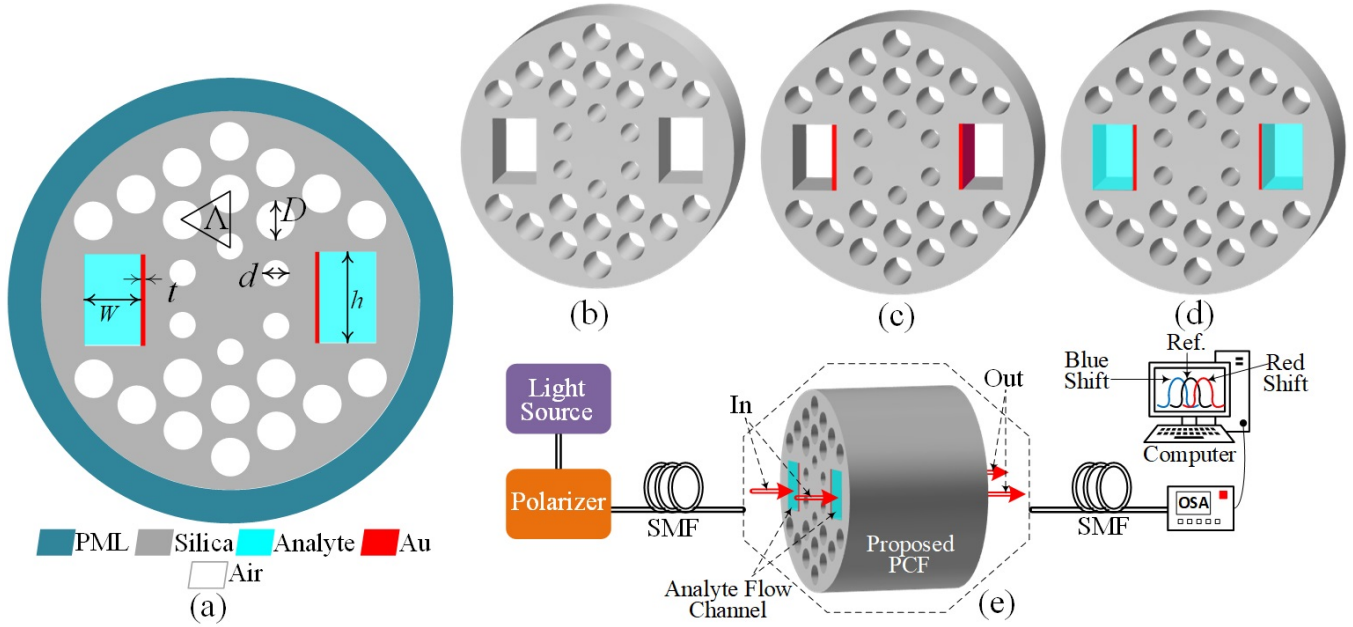 Λ
D
d
t
W
h
PML
Silica
Analyte
Au
Air
(a)
(b)
(c)
(d)
Light
Source
Polarizer
SMF
In
Out
Proposed
PCF
Analyte Flow
Channel
(e)
SMF
OSA
Ref.
Blue
Shift
Red
Shift
Computer